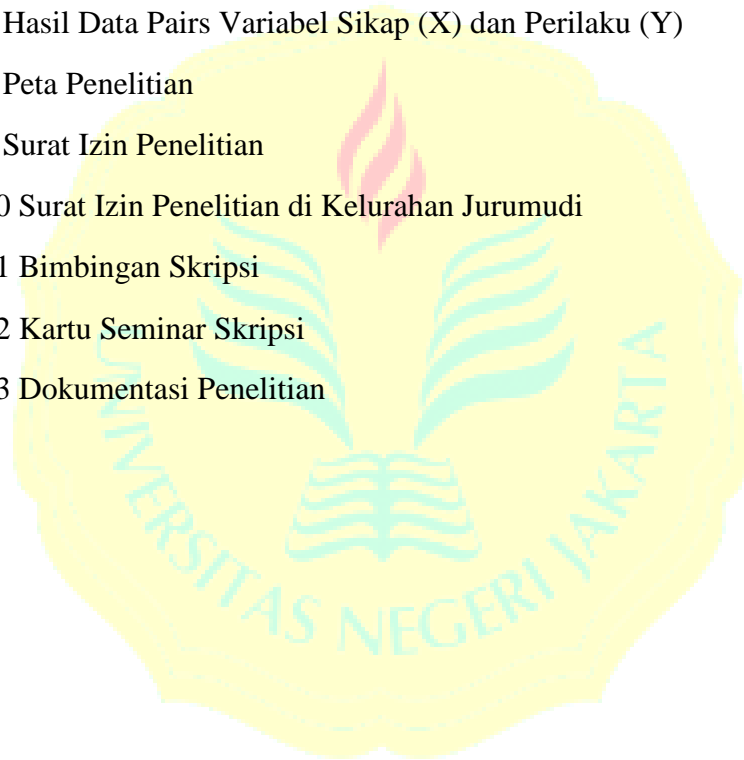 Hasil Data Pairs Variabel Sikap (X) dan Perilaku (Y)
Peta Penelitian
Surat Izin Penelitian
0 Surat Izin Penelitian di Kelurahan Jurumudi
1 Bimbingan Skripsi
2 Kartu Seminar Skripsi
3 Dokumentasi Penelitian
UNIVERSITAS NEGERI JAKARTA